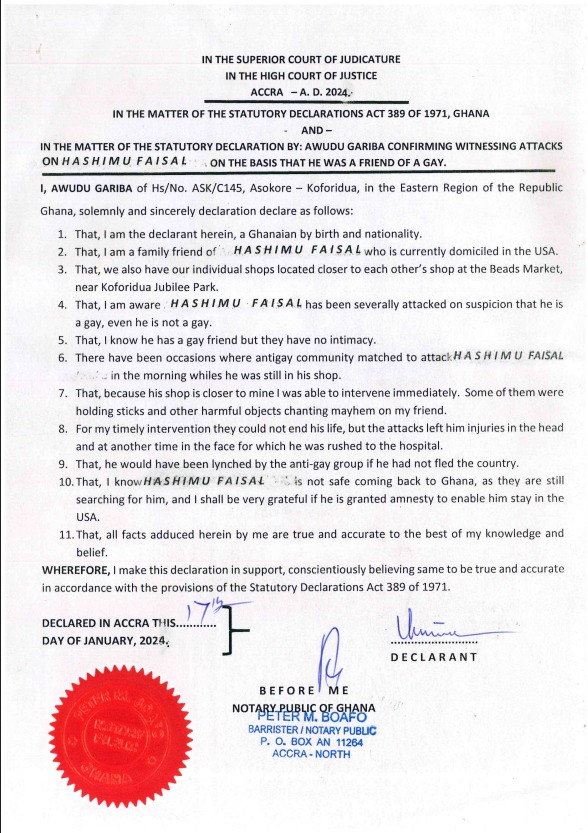 IN THE SUPERIOR COURT OF JUDICATURE
IN THE HIGH COURT OF JUSTICE
ACCRA – A. D. 2024.
IN THE MATTER OF THE STATUTORY DECLARATIONS ACT 389 OF 1971, GHANA
- AND –
IN THE MATTER OF THE STATUTORY DECLARATION BY: AWUDU GARIBA CONFIRMING WITNESSING ATTACKS
ON HASHIMU FAISAL ON THE BASIS THAT HE WAS A FRIEND OF A GAY.
I, AWUDU GARIBA of Hs/No. ASK/C145, Asokore – Koforidua, in the Eastern Region of the Republic
Ghana, solemnly and sincerely declaration declare as follows:
1. That, I am the declarant herein, a Ghanaian by birth and nationality.
2. That, I am a family friend of HASHIMU FAISAL who is currently domiciled in the USA.
3. That, we also have our individual shops located closer to each other's shop at the Beads Market,
near Koforidua Jubilee Park.
4. That, I am aware HASHIMU FAISAL has been severally attacked on suspicion that he is
a gay, even he is not a gay.
5. That, I know he has a gay friend but they have no intimacy.
6. There have been occasions where antigay community matched to attack HASHIMU FAISAL
in the morning whiles he was still in his shop.
7. That, because his shop is closer to mine I was able to intervene immediately. Some of them were
holding sticks and other harmful objects chanting mayhem on my friend.
8. For my timely intervention they could not end his life, but the attacks left him injuries in the head
and at another time in the face for which he was rushed to the hospital.
9. That, he would have been lynched by the anti-gay group if he had not fled the country.
10. That, I know HASHIMU FAISAL is not safe coming back to Ghana, as they are still
searching for him, and I shall be very grateful if he is granted amnesty to enable him stay in the
USA.
11. That, all facts adduced herein by me are true and accurate to the best of my knowledge and
belief.
WHEREFORE, I make this declaration in support, conscientiously believing same to be true and accurate
in accordance with the provisions of the Statutory Declarations Act 389 of 1971.
DECLARED IN ACCRA THIS 17th
DAY OF JANUARY, 2024.
DECLARANT
BEFORE ME
NOTARY PUBLIC OF GHANA
PETER M. BOAFO
BARRISTER / NOTARY PUBLIC
P. O. BOX AN 11264
ACCRA - NORTH
PETER M.
NOTARY
PUBLIC
GHANA